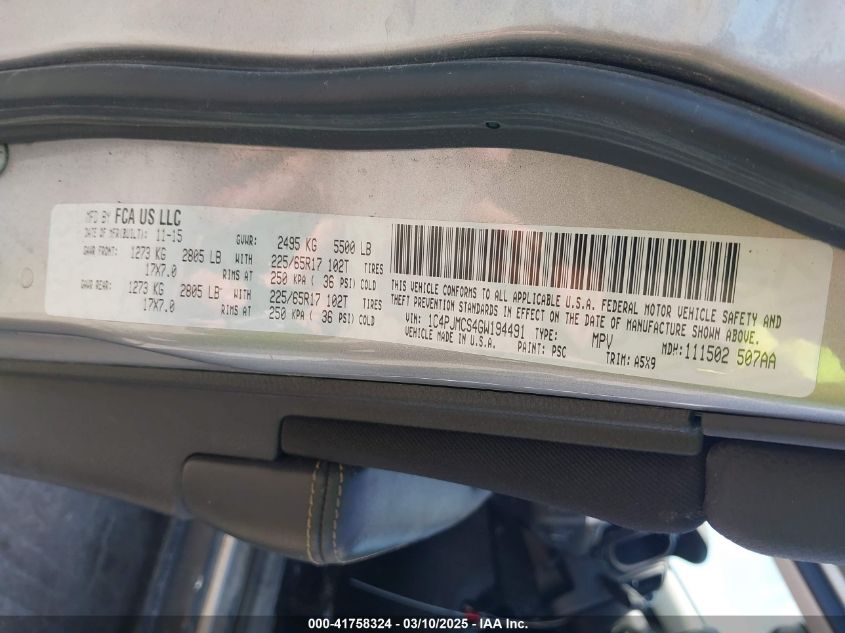 MFD BY FCA US LLC
DATE OF MFR(BUILT): 11-15 GVWR: 2495 KG 5500 LB
GAWR FRONT: 1273 KG 2805 LB WITH 225/65R17 102T TIRES
17X7.0 RIMS AT 250 KPA ( 36 PSI) COLD
GAWR REAR: 1273 KG 2805 LB WITH 225/65R17 102T TIRES
17X7.0 RIMS AT 250 KPA ( 36 PSI) COLD
THIS VEHICLE CONFORMS TO ALL APPLICABLE U.S.A. FEDERAL MOTOR VEHICLE SAFETY AND
THEFT PREVENTION STANDARDS IN EFFECT ON THE DATE OF MANUFACTURE SHOWN ABOVE.
VIN: 1C4PJMCS4GW194491 TYPE: MPV MDH:111502 507AA
VEHICLE MADE IN U.S.A. PAINT: PSC TRIM: A5X9
000-41758324 — 03/10/2025 — IAA Inc.